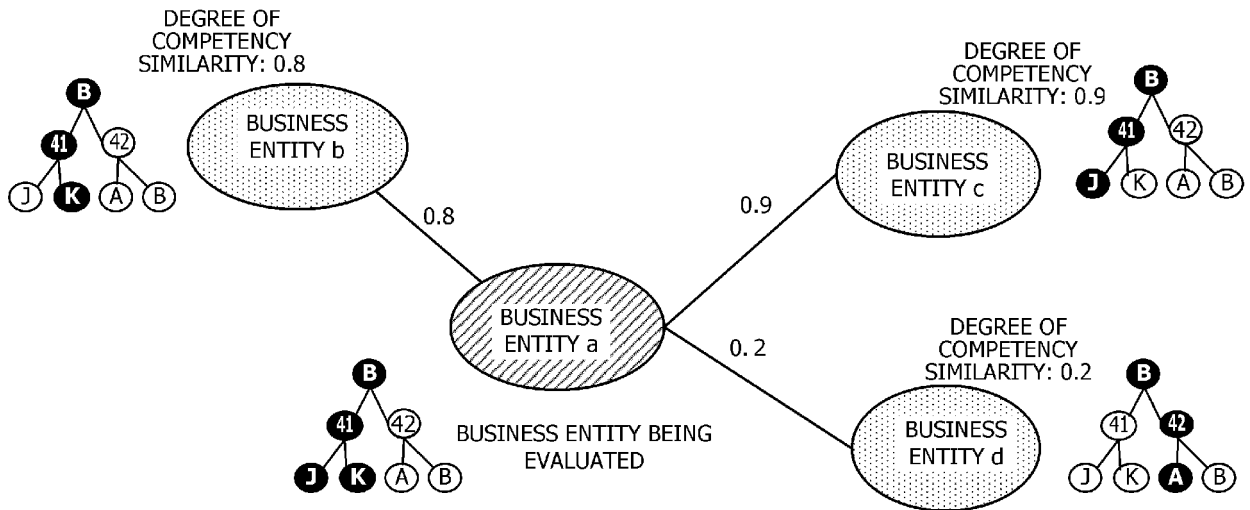 DEGREE OF
COMPETENCY
SIMILARITY: 0.8
B
41
42
J
K
A
B
BUSINESS
ENTITY b
0.8
DEGREE OF
COMPETENCY
SIMILARITY: 0.9
B
41
42
J
K
A
B
BUSINESS
ENTITY c
0.9
BUSINESS
ENTITY a
B
41
42
J
K
A
B
BUSINESS ENTITY BEING
EVALUATED
0.2
DEGREE OF
COMPETENCY
SIMILARITY: 0.2
BUSINESS
ENTITY d
B
41
42
J
K
A
B